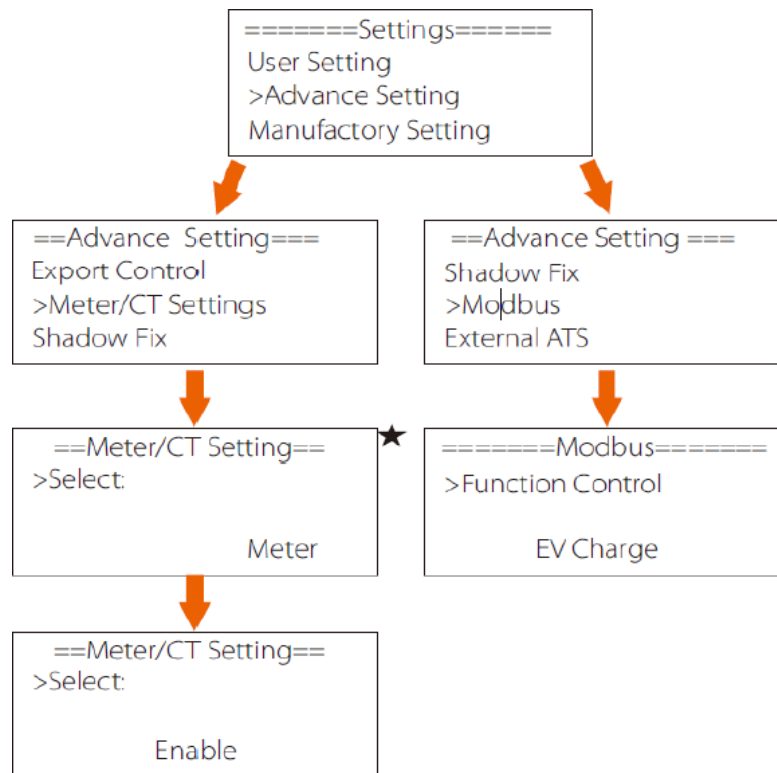 =======Settings======
User Setting
>Advance Setting
Manufactory Setting
==Advance Setting===
Export Control
>Meter/CT Settings
Shadow Fix
==Advance Setting ===
Shadow Fix
>Modbus
External ATS
==Meter/CT Setting==
>Select:
Meter
=======Modbus=======
>Function Control
EV Charge
==Meter/CT Setting==
>Select:
Enable